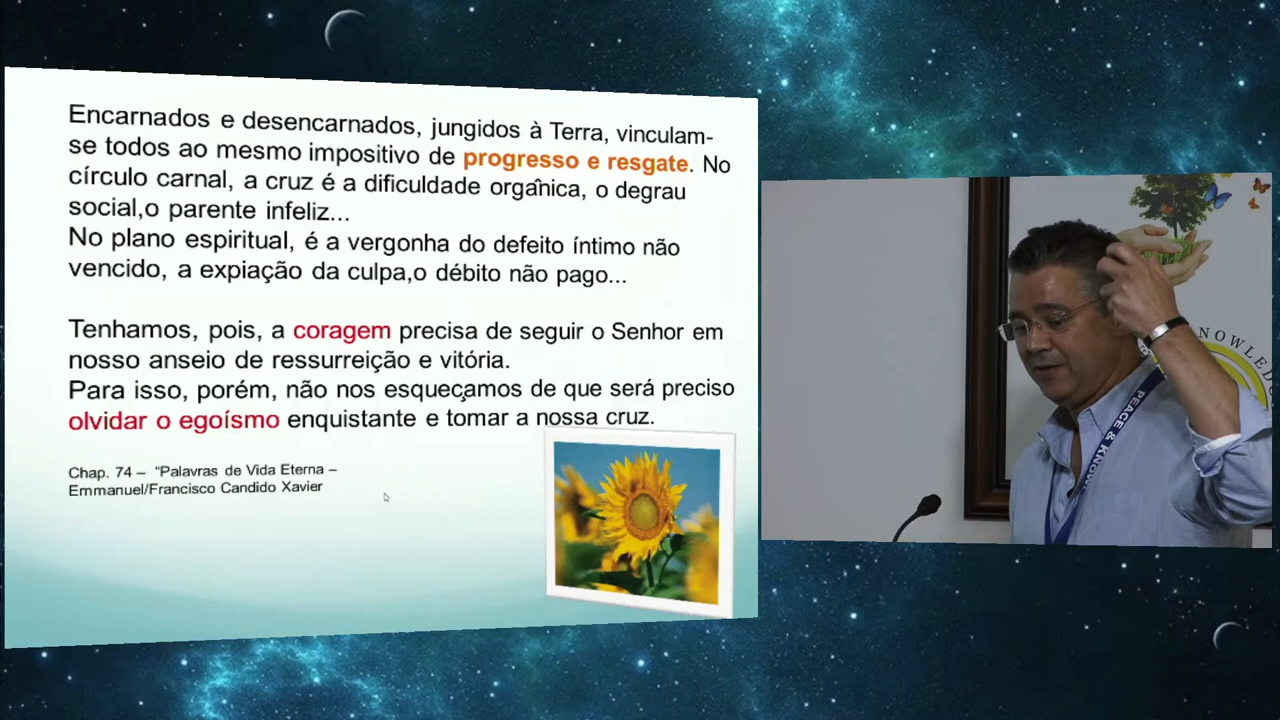 Encarnados e desencarnados, jungidos à Terra, vinculam-
se todos ao mesmo impositivo de progresso e resgate. No
círculo carnal, a cruz é a dificuldade orgânica, o degrau
social,o parente infeliz...
No plano espiritual, é a vergonha do defeito íntimo não
vencido, a expiação da culpa,o débito não pago...
Tenhamos, pois, a coragem precisa de seguir o Senhor em
nosso anseio de ressurreição e vitória.
Para isso, porém, não nos esqueçamos de que será preciso
olvidar o egoísmo enquistante e tomar a nossa cruz.
Chap. 74 – “Palavras de Vida Eterna –
Emmanuel/Francisco Candido Xavier
PEACE &